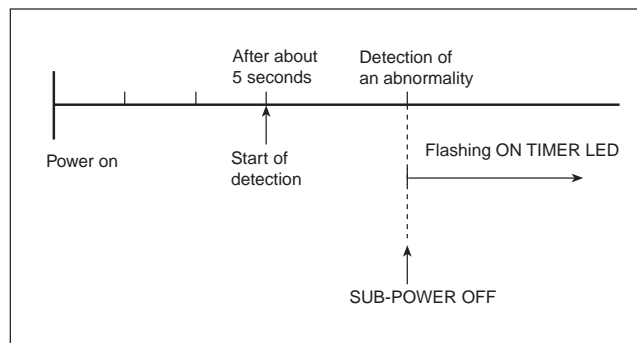 After about
5 seconds
Detection of
an abnormality
Power on
Start of
detection
Flashing ON TIMER LED
SUB-POWER OFF